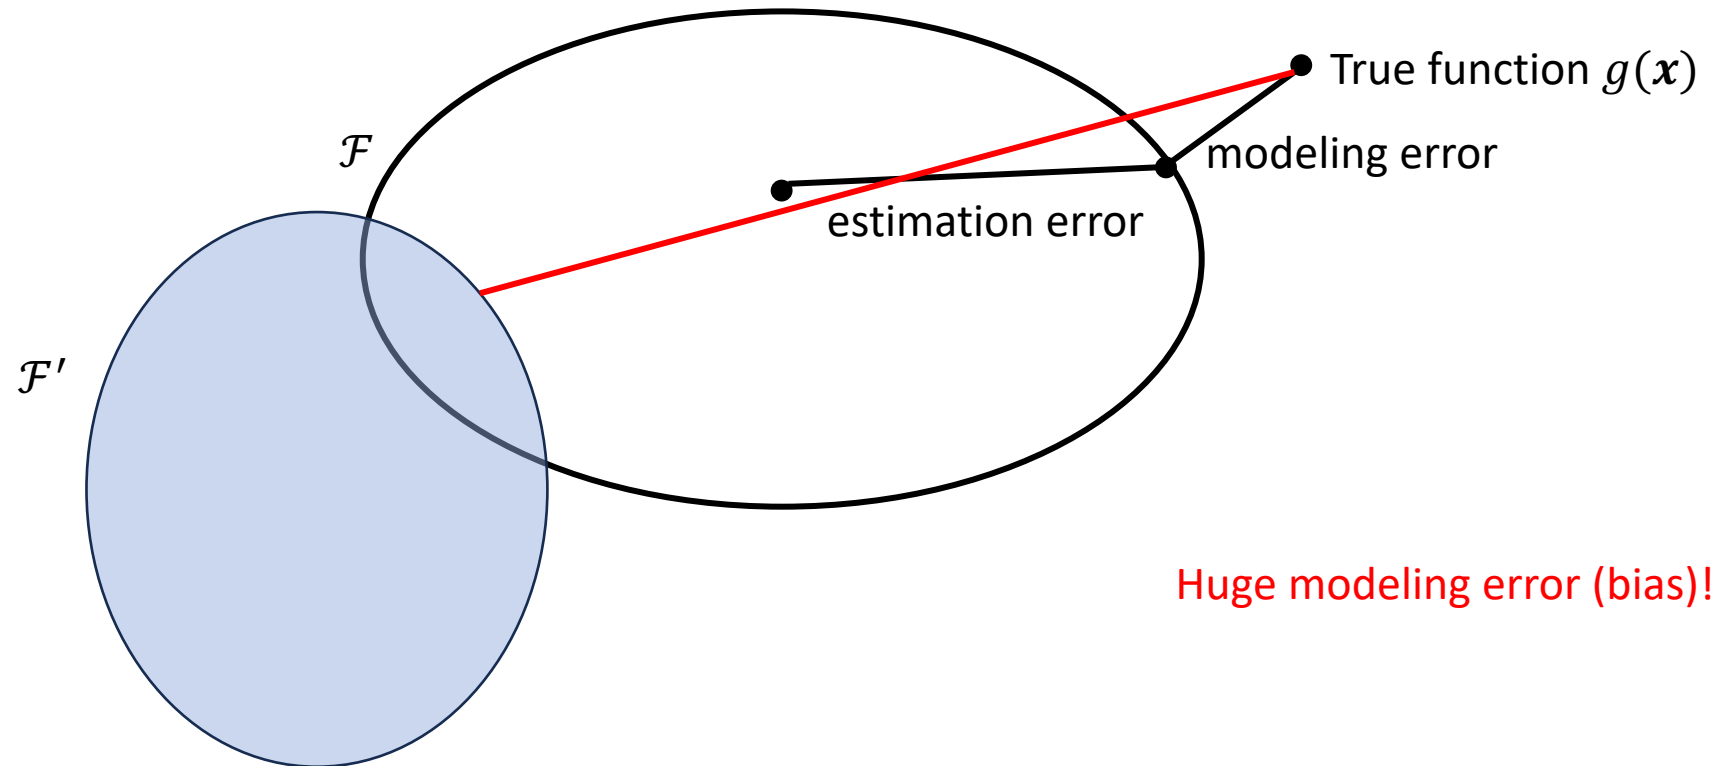 True function g(x)
ℱ
modeling error
estimation error
ℱ′
Huge modeling error (bias)!